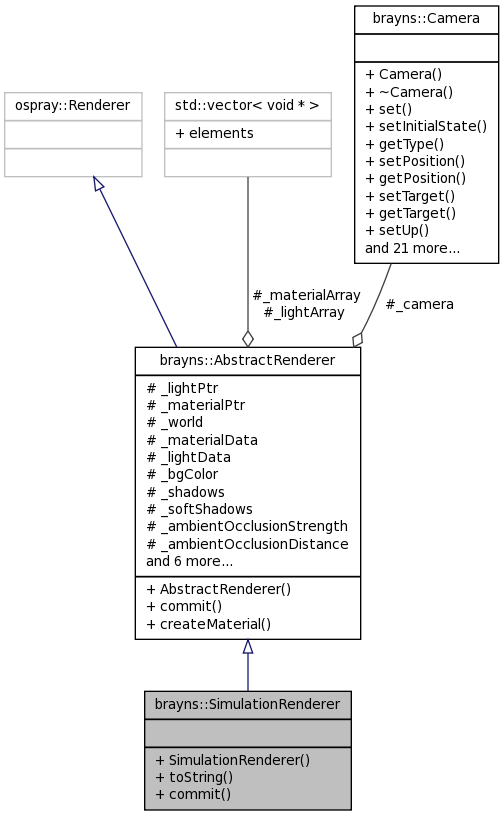 brayns::Camera
+ Camera()
+ ~Camera()
+ set()
+ setInitialState()
+ getType()
+ setPosition()
+ getPosition()
+ setTarget()
+ getTarget()
+ setUp()
and 21 more...
ospray::Renderer
std::vector< void * >
+ elements
#_materialArray
#_lightArray
#_camera
brayns::AbstractRenderer
# _lightPtr
# _materialPtr
# _world
# _materialData
# _lightData
# _bgColor
# _shadows
# _softShadows
# _ambientOcclusionStrength
# _ambientOcclusionDistance
and 6 more...
+ AbstractRenderer()
+ commit()
+ createMaterial()
brayns::SimulationRenderer
+ SimulationRenderer()
+ toString()
+ commit()